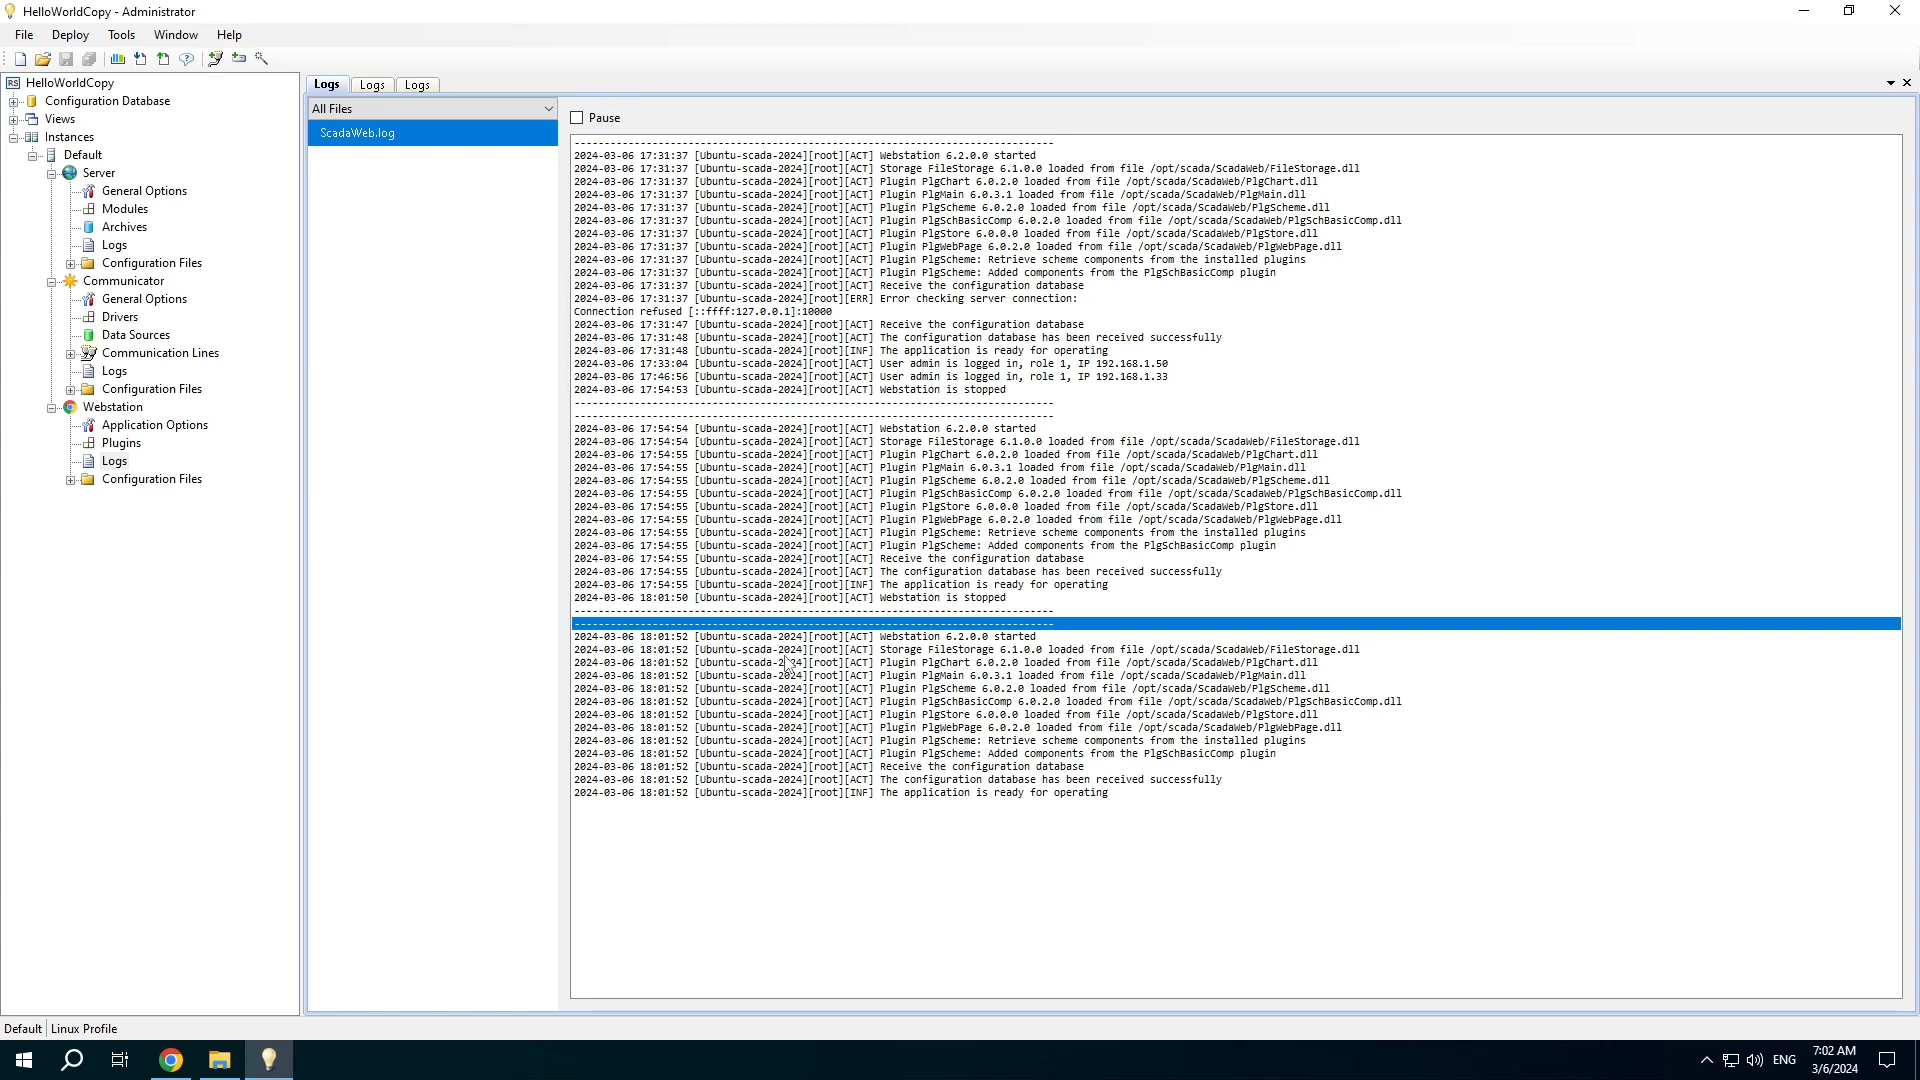 HelloWorldCopy - Administrator
File Deploy Tools Window Help
RS HelloWorldCopy
Configuration Database
Views
Instances
Default
Server
General Options
Modules
Archives
Logs
Configuration Files
Communicator
General Options
Drivers
Data Sources
Communication Lines
Logs
Configuration Files
Webstation
Application Options
Plugins
Logs
Configuration Files
Logs Logs Logs
All Files
ScadaWeb.log
Pause
--------------------------------------------------------------------------------
2024-03-06 17:31:37 [Ubuntu-scada-2024][root][ACT] Webstation 6.2.0.0 started
2024-03-06 17:31:37 [Ubuntu-scada-2024][root][ACT] Storage FileStorage 6.1.0.0 loaded from file /opt/scada/ScadaWeb/FileStorage.dll
2024-03-06 17:31:37 [Ubuntu-scada-2024][root][ACT] Plugin PlgChart 6.0.2.0 loaded from file /opt/scada/ScadaWeb/PlgChart.dll
2024-03-06 17:31:37 [Ubuntu-scada-2024][root][ACT] Plugin PlgMain 6.0.3.1 loaded from file /opt/scada/ScadaWeb/PlgMain.dll
2024-03-06 17:31:37 [Ubuntu-scada-2024][root][ACT] Plugin PlgScheme 6.0.2.0 loaded from file /opt/scada/ScadaWeb/PlgScheme.dll
2024-03-06 17:31:37 [Ubuntu-scada-2024][root][ACT] Plugin PlgSchBasicComp 6.0.2.0 loaded from file /opt/scada/ScadaWeb/PlgSchBasicComp.dll
2024-03-06 17:31:37 [Ubuntu-scada-2024][root][ACT] Plugin PlgStore 6.0.0.0 loaded from file /opt/scada/ScadaWeb/PlgStore.dll
2024-03-06 17:31:37 [Ubuntu-scada-2024][root][ACT] Plugin PlgWebPage 6.0.2.0 loaded from file /opt/scada/ScadaWeb/PlgWebPage.dll
2024-03-06 17:31:37 [Ubuntu-scada-2024][root][ACT] Plugin PlgScheme: Retrieve scheme components from the installed plugins
2024-03-06 17:31:37 [Ubuntu-scada-2024][root][ACT] Plugin PlgScheme: Added components from the PlgSchBasicComp plugin
2024-03-06 17:31:37 [Ubuntu-scada-2024][root][ACT] Receive the configuration database
2024-03-06 17:31:37 [Ubuntu-scada-2024][root][ERR] Error checking server connection:
Connection refused [::ffff:127.0.0.1]:10000
2024-03-06 17:31:47 [Ubuntu-scada-2024][root][ACT] Receive the configuration database
2024-03-06 17:31:48 [Ubuntu-scada-2024][root][ACT] The configuration database has been received successfully
2024-03-06 17:31:48 [Ubuntu-scada-2024][root][INF] The application is ready for operating
2024-03-06 17:33:04 [Ubuntu-scada-2024][root][ACT] User admin is logged in, role 1, IP 192.168.1.50
2024-03-06 17:46:56 [Ubuntu-scada-2024][root][ACT] User admin is logged in, role 1, IP 192.168.1.33
2024-03-06 17:54:53 [Ubuntu-scada-2024][root][ACT] Webstation is stopped
--------------------------------------------------------------------------------
--------------------------------------------------------------------------------
2024-03-06 17:54:54 [Ubuntu-scada-2024][root][ACT] Webstation 6.2.0.0 started
2024-03-06 17:54:54 [Ubuntu-scada-2024][root][ACT] Storage FileStorage 6.1.0.0 loaded from file /opt/scada/ScadaWeb/FileStorage.dll
2024-03-06 17:54:55 [Ubuntu-scada-2024][root][ACT] Plugin PlgChart 6.0.2.0 loaded from file /opt/scada/ScadaWeb/PlgChart.dll
2024-03-06 17:54:55 [Ubuntu-scada-2024][root][ACT] Plugin PlgMain 6.0.3.1 loaded from file /opt/scada/ScadaWeb/PlgMain.dll
2024-03-06 17:54:55 [Ubuntu-scada-2024][root][ACT] Plugin PlgScheme 6.0.2.0 loaded from file /opt/scada/ScadaWeb/PlgScheme.dll
2024-03-06 17:54:55 [Ubuntu-scada-2024][root][ACT] Plugin PlgSchBasicComp 6.0.2.0 loaded from file /opt/scada/ScadaWeb/PlgSchBasicComp.dll
2024-03-06 17:54:55 [Ubuntu-scada-2024][root][ACT] Plugin PlgStore 6.0.0.0 loaded from file /opt/scada/ScadaWeb/PlgStore.dll
2024-03-06 17:54:55 [Ubuntu-scada-2024][root][ACT] Plugin PlgWebPage 6.0.2.0 loaded from file /opt/scada/ScadaWeb/PlgWebPage.dll
2024-03-06 17:54:55 [Ubuntu-scada-2024][root][ACT] Plugin PlgScheme: Retrieve scheme components from the installed plugins
2024-03-06 17:54:55 [Ubuntu-scada-2024][root][ACT] Plugin PlgScheme: Added components from the PlgSchBasicComp plugin
2024-03-06 17:54:55 [Ubuntu-scada-2024][root][ACT] Receive the configuration database
2024-03-06 17:54:55 [Ubuntu-scada-2024][root][ACT] The configuration database has been received successfully
2024-03-06 17:54:55 [Ubuntu-scada-2024][root][INF] The application is ready for operating
2024-03-06 18:01:50 [Ubuntu-scada-2024][root][ACT] Webstation is stopped
--------------------------------------------------------------------------------
--------------------------------------------------------------------------------
2024-03-06 18:01:52 [Ubuntu-scada-2024][root][ACT] Webstation 6.2.0.0 started
2024-03-06 18:01:52 [Ubuntu-scada-2024][root][ACT] Storage FileStorage 6.1.0.0 loaded from file /opt/scada/ScadaWeb/FileStorage.dll
2024-03-06 18:01:52 [Ubuntu-scada-2024][root][ACT] Plugin PlgChart 6.0.2.0 loaded from file /opt/scada/ScadaWeb/PlgChart.dll
2024-03-06 18:01:52 [Ubuntu-scada-2024][root][ACT] Plugin PlgMain 6.0.3.1 loaded from file /opt/scada/ScadaWeb/PlgMain.dll
2024-03-06 18:01:52 [Ubuntu-scada-2024][root][ACT] Plugin PlgScheme 6.0.2.0 loaded from file /opt/scada/ScadaWeb/PlgScheme.dll
2024-03-06 18:01:52 [Ubuntu-scada-2024][root][ACT] Plugin PlgSchBasicComp 6.0.2.0 loaded from file /opt/scada/ScadaWeb/PlgSchBasicComp.dll
2024-03-06 18:01:52 [Ubuntu-scada-2024][root][ACT] Plugin PlgStore 6.0.0.0 loaded from file /opt/scada/ScadaWeb/PlgStore.dll
2024-03-06 18:01:52 [Ubuntu-scada-2024][root][ACT] Plugin PlgWebPage 6.0.2.0 loaded from file /opt/scada/ScadaWeb/PlgWebPage.dll
2024-03-06 18:01:52 [Ubuntu-scada-2024][root][ACT] Plugin PlgScheme: Retrieve scheme components from the installed plugins
2024-03-06 18:01:52 [Ubuntu-scada-2024][root][ACT] Plugin PlgScheme: Added components from the PlgSchBasicComp plugin
2024-03-06 18:01:52 [Ubuntu-scada-2024][root][ACT] Receive the configuration database
2024-03-06 18:01:52 [Ubuntu-scada-2024][root][ACT] The configuration database has been received successfully
2024-03-06 18:01:52 [Ubuntu-scada-2024][root][INF] The application is ready for operating
Default Linux Profile
ENG
7:02 AM
3/6/2024